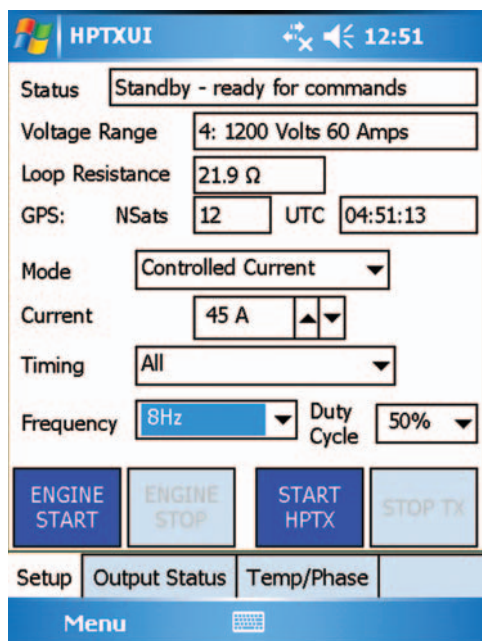 HPTXUI 12:51
Status Standby - ready for commands
Voltage Range 4: 1200 Volts 60 Amps
Loop Resistance 21.9 Ω
GPS: NSats 12 UTC 04:51:13
Mode Controlled Current
Current 45 A
Timing All
Frequency 8Hz Duty Cycle 50%
ENGINE START ENGINE STOP START HPTX STOP TX
Setup Output Status Temp/Phase
Menu